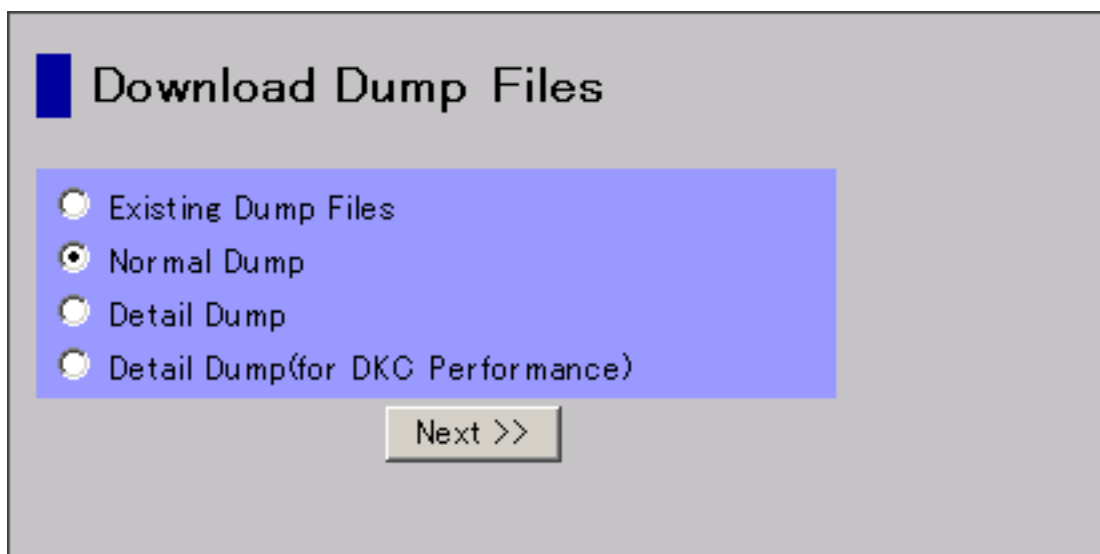 Download Dump Files
Existing Dump Files
Normal Dump
Detail Dump
Detail Dump(for DKC Performance)
Next >>